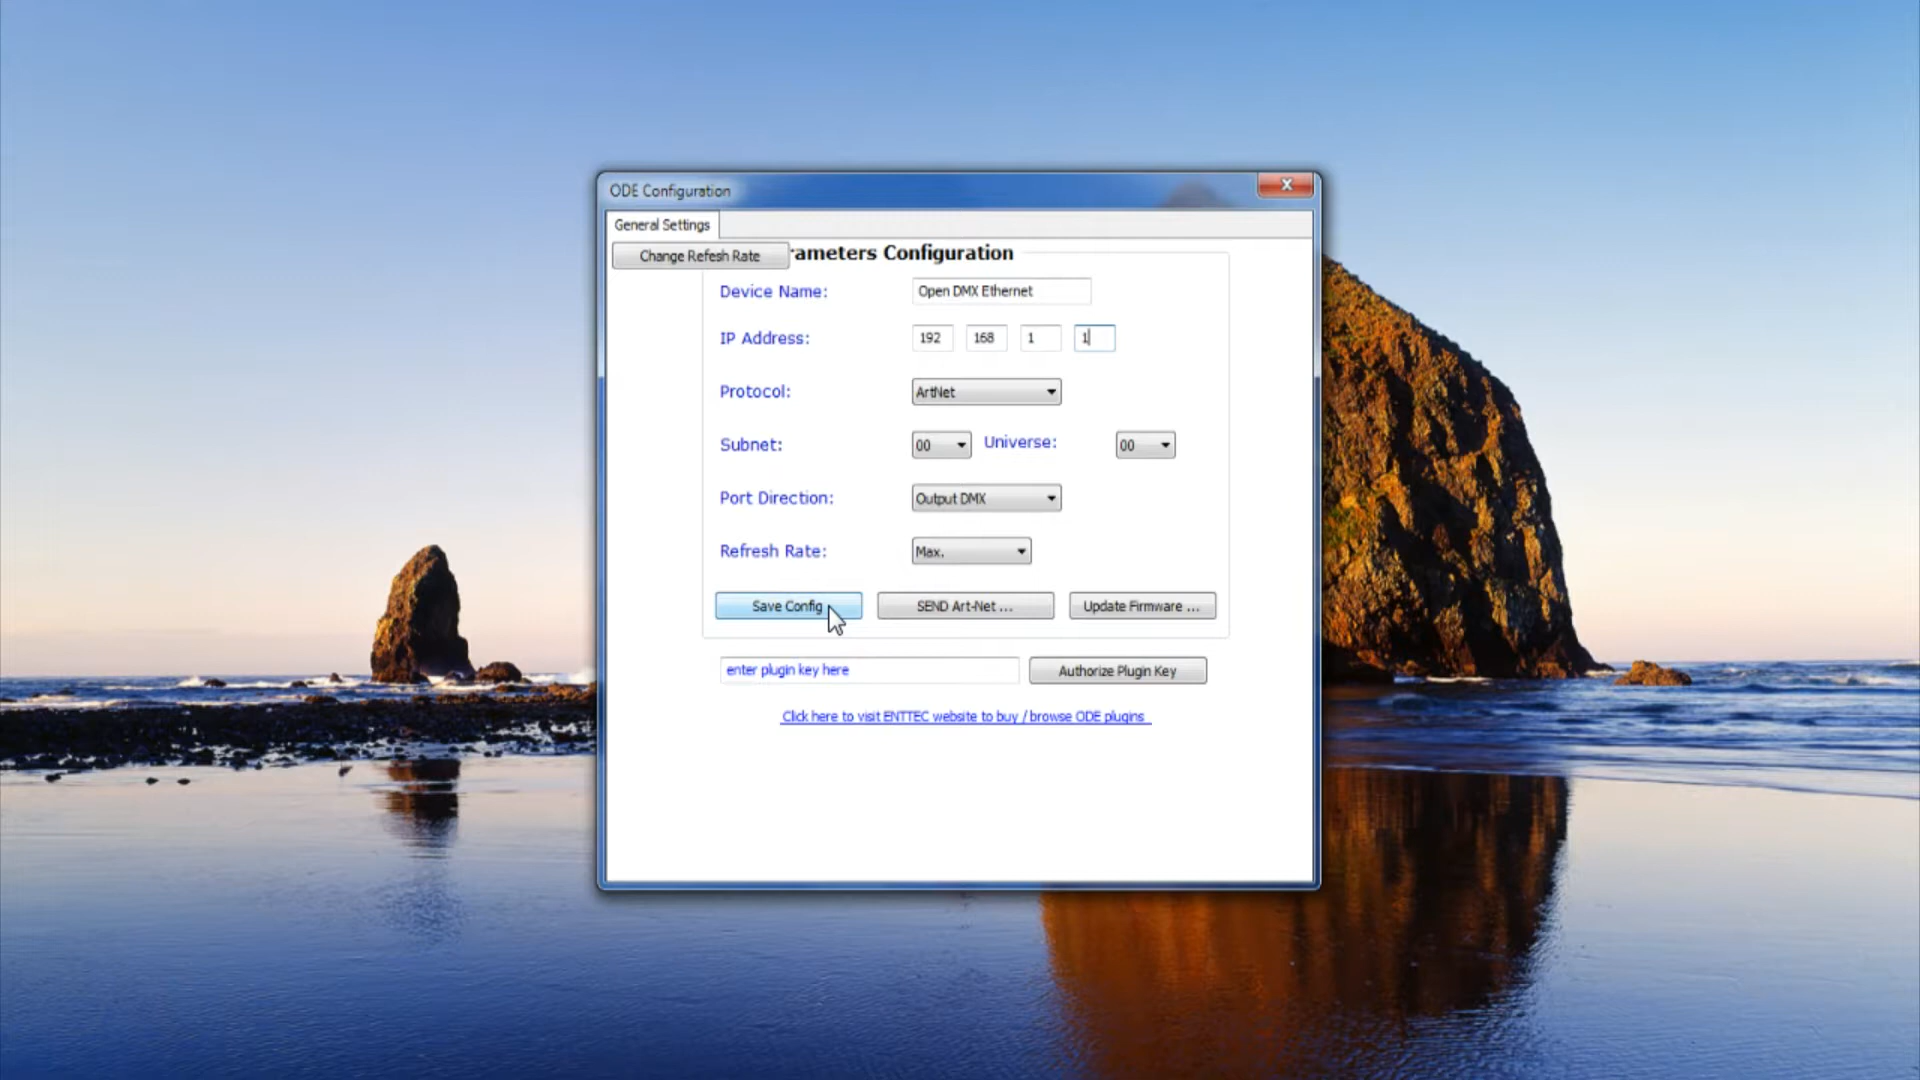 ODE Configuration
X
General Settings
Change Refesh Rate
rameters Configuration
Device Name: Open DMX Ethernet
IP Address: 192 168 1 1
Protocol: ArtNet
Subnet: 00 Universe: 00
Port Direction: Output DMX
Refresh Rate: Max.
Save Config SEND Art-Net ... Update Firmware ...
enter plugin key here Authorize Plugin Key
Click here to visit ENTTEC website to buy / browse ODE plugins